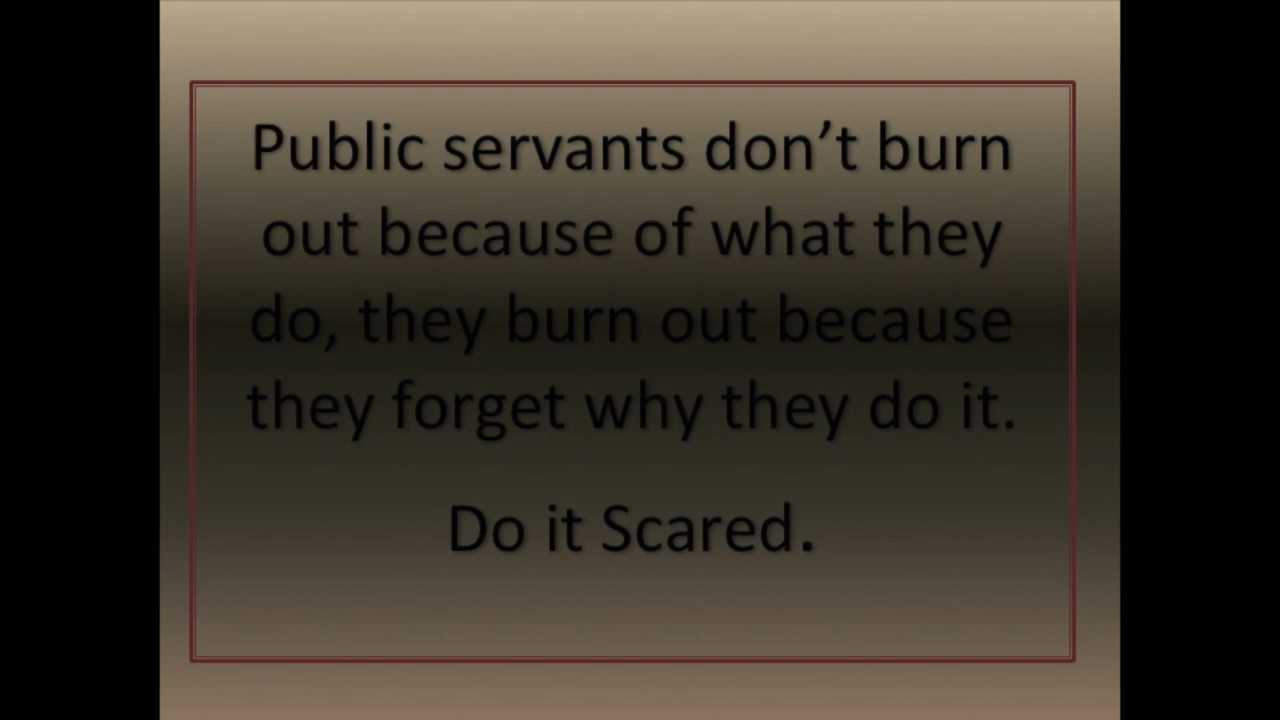 Public servants don’t burn
out because of what they
do, they burn out because
they forget why they do it.
Do it Scared.